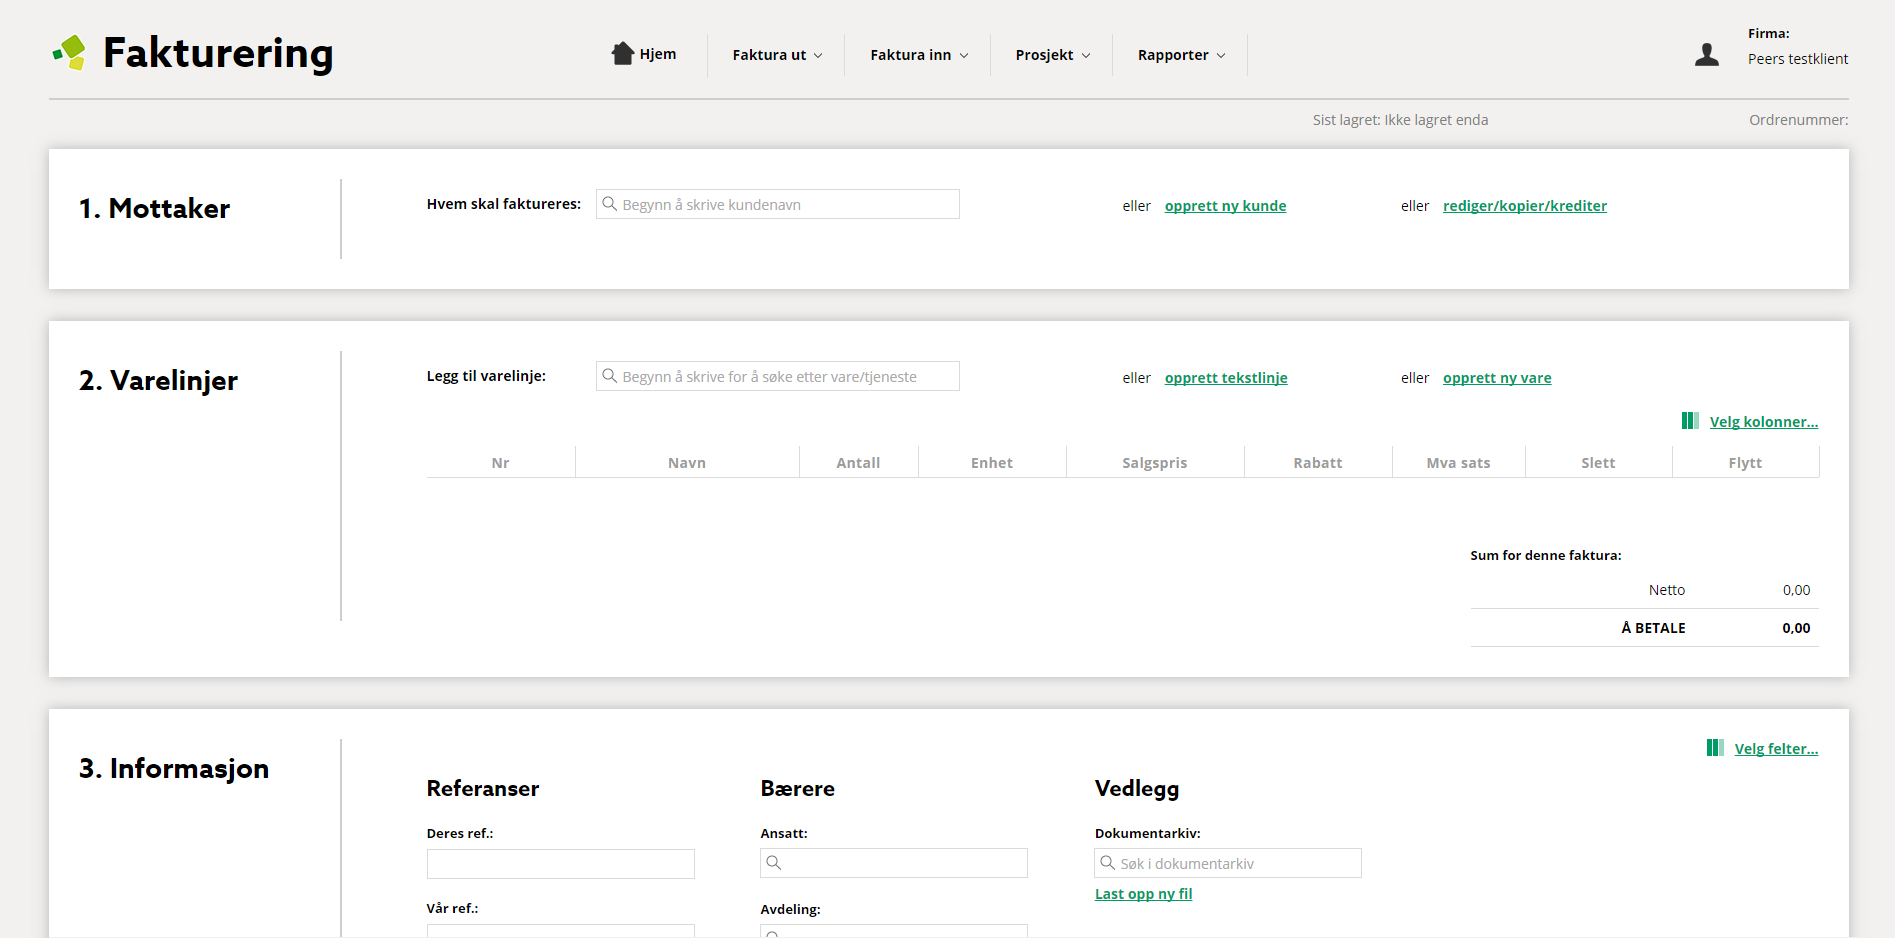 Fakturering
Hjem
Faktura ut
Faktura inn
Prosjekt
Rapporter
Firma:
Peers testklient
Sist lagret: Ikke lagret enda
Ordrenummer:
1. Mottaker
Hvem skal faktureres:
Begynn å skrive kundenavn
eller opprett ny kunde
eller rediger/kopier/krediter
2. Varelinjer
Legg til varelinje:
Begynn å skrive for å søke etter vare/tjeneste
eller opprett tekstlinje
eller opprett ny vare
Velg kolonner...
Nr Navn Antall Enhet Salgspris Rabatt Mva sats Slett Flytt
Sum for denne faktura:
Netto 0,00
Å BETALE 0,00
3. Informasjon
Velg felter...
Referanser
Deres ref.:
Vår ref.:
Bærere
Ansatt:
Avdeling:
Vedlegg
Dokumentarkiv:
Søk i dokumentarkiv
Last opp ny fil